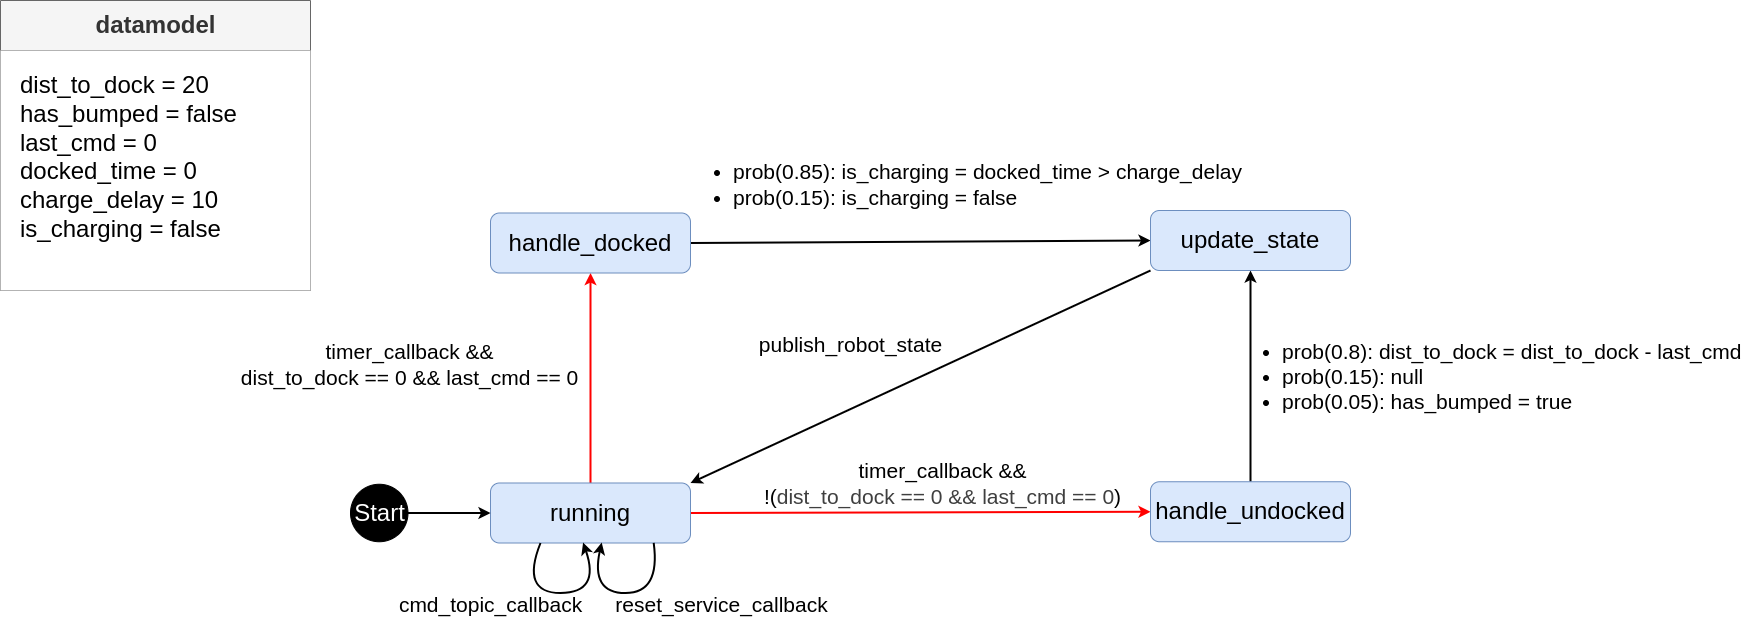 datamodel
dist_to_dock = 20
has_bumped = false
last_cmd = 0
docked_time = 0
charge_delay = 10
is_charging = false
• prob(0.85): is_charging = docked_time > charge_delay
• prob(0.15): is_charging = false
handle_docked
update_state
timer_callback &&
dist_to_dock == 0 && last_cmd == 0
publish_robot_state
• prob(0.8): dist_to_dock = dist_to_dock - last_cmd
• prob(0.15): null
• prob(0.05): has_bumped = true
timer_callback &&
!(dist_to_dock == 0 && last_cmd == 0)
Start
running
handle_undocked
cmd_topic_callback
reset_service_callback